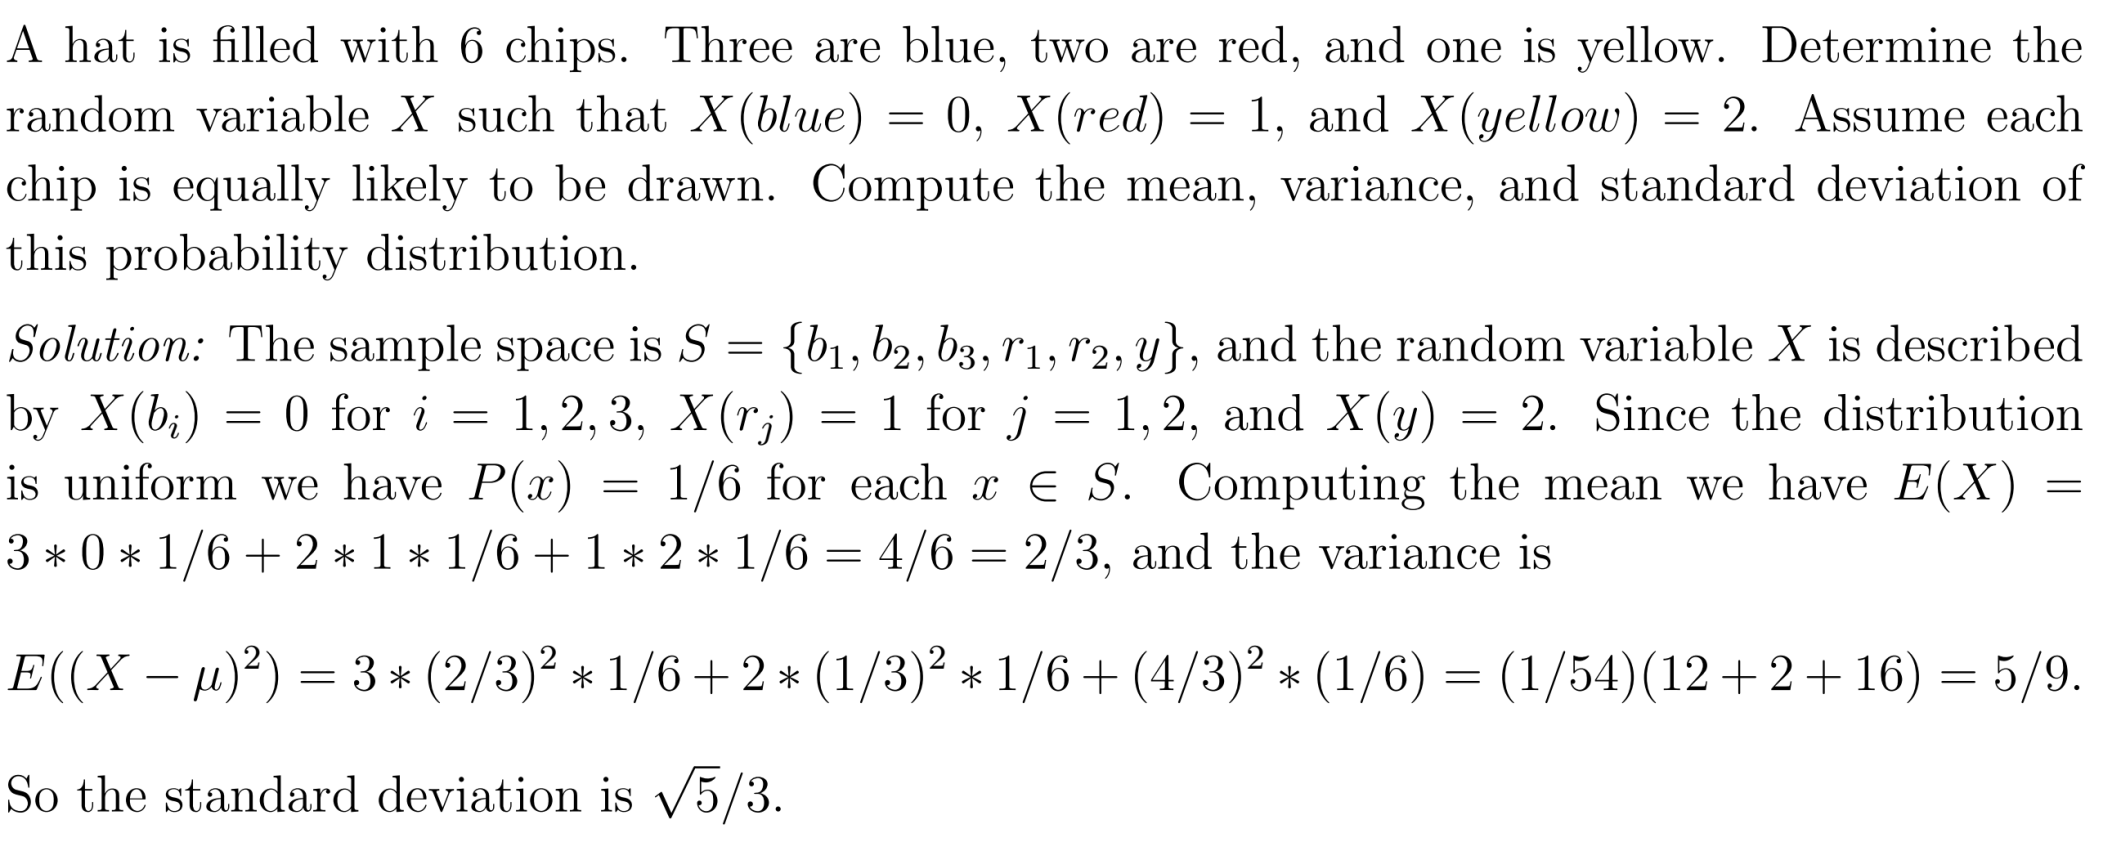 A hat is filled with 6 chips. Three are blue, two are red, and one is yellow. Determine the
random variable X such that X(blue) = 0, X(red) = 1, and X(yellow) = 2. Assume each
chip is equally likely to be drawn. Compute the mean, variance, and standard deviation of
this probability distribution.
Solution: The sample space is S = {b₁, b₂, b₃, r₁, r₂, y}, and the random variable X is described
by X(bᵢ) = 0 for i = 1, 2, 3, X(rⱼ) = 1 for j = 1, 2, and X(y) = 2. Since the distribution
is uniform we have P(x) = 1/6 for each x ∈ S. Computing the mean we have E(X) =
3 * 0 * 1/6 + 2 * 1 * 1/6 + 1 * 2 * 1/6 = 4/6 = 2/3, and the variance is
E((X − μ)²) = 3 * (2/3)² * 1/6 + 2 * (1/3)² * 1/6 + (4/3)² * (1/6) = (1/54)(12 + 2 + 16) = 5/9.
So the standard deviation is √5/3.